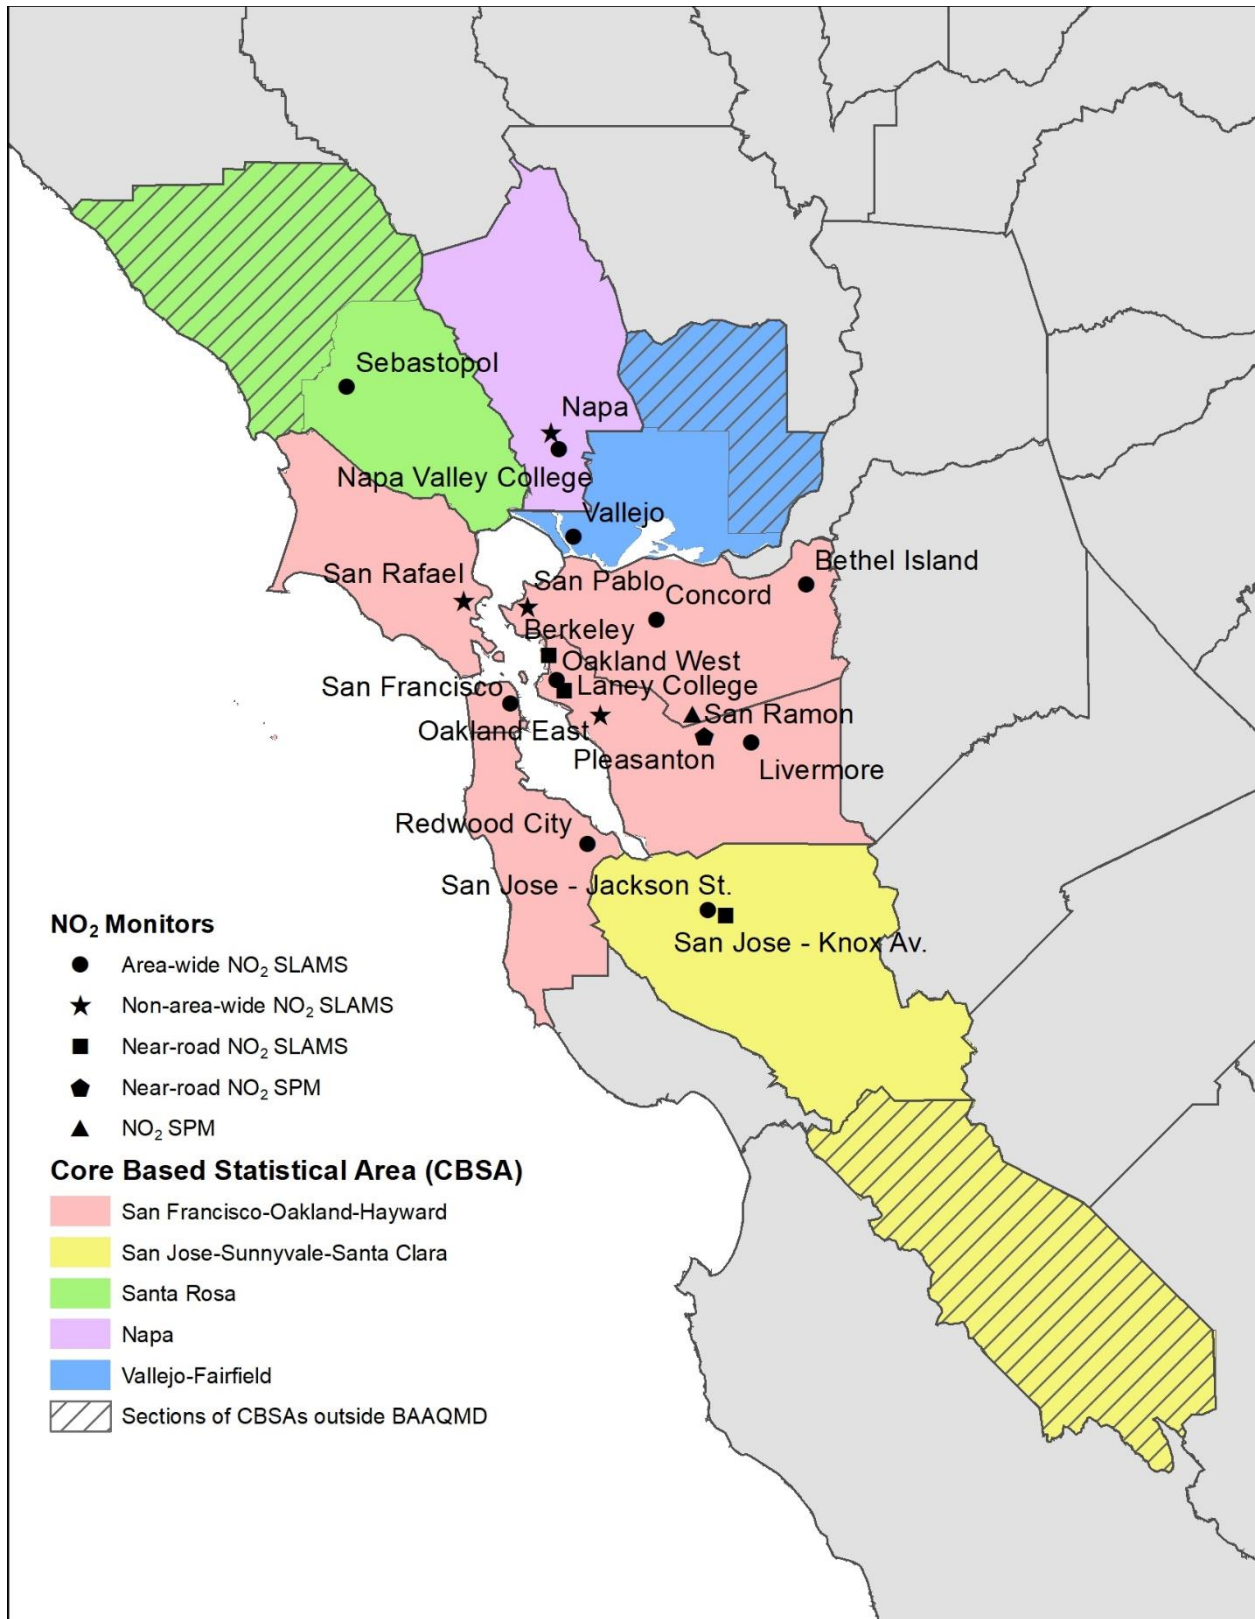 Sebastopol
Napa
Napa Valley College
Vallejo
Bethel Island
San Rafael
San Pablo
Concord
Berkeley
Oakland West
San Francisco
Laney College
Oakland East
San Ramon
Pleasanton
Livermore
Redwood City
San Jose - Jackson St.
San Jose - Knox Av.
NO₂ Monitors
Area-wide NO₂ SLAMS
Non-area-wide NO₂ SLAMS
Near-road NO₂ SLAMS
Near-road NO₂ SPM
NO₂ SPM
Core Based Statistical Area (CBSA)
San Francisco-Oakland-Hayward
San Jose-Sunnyvale-Santa Clara
Santa Rosa
Napa
Vallejo-Fairfield
Sections of CBSAs outside BAAQMD